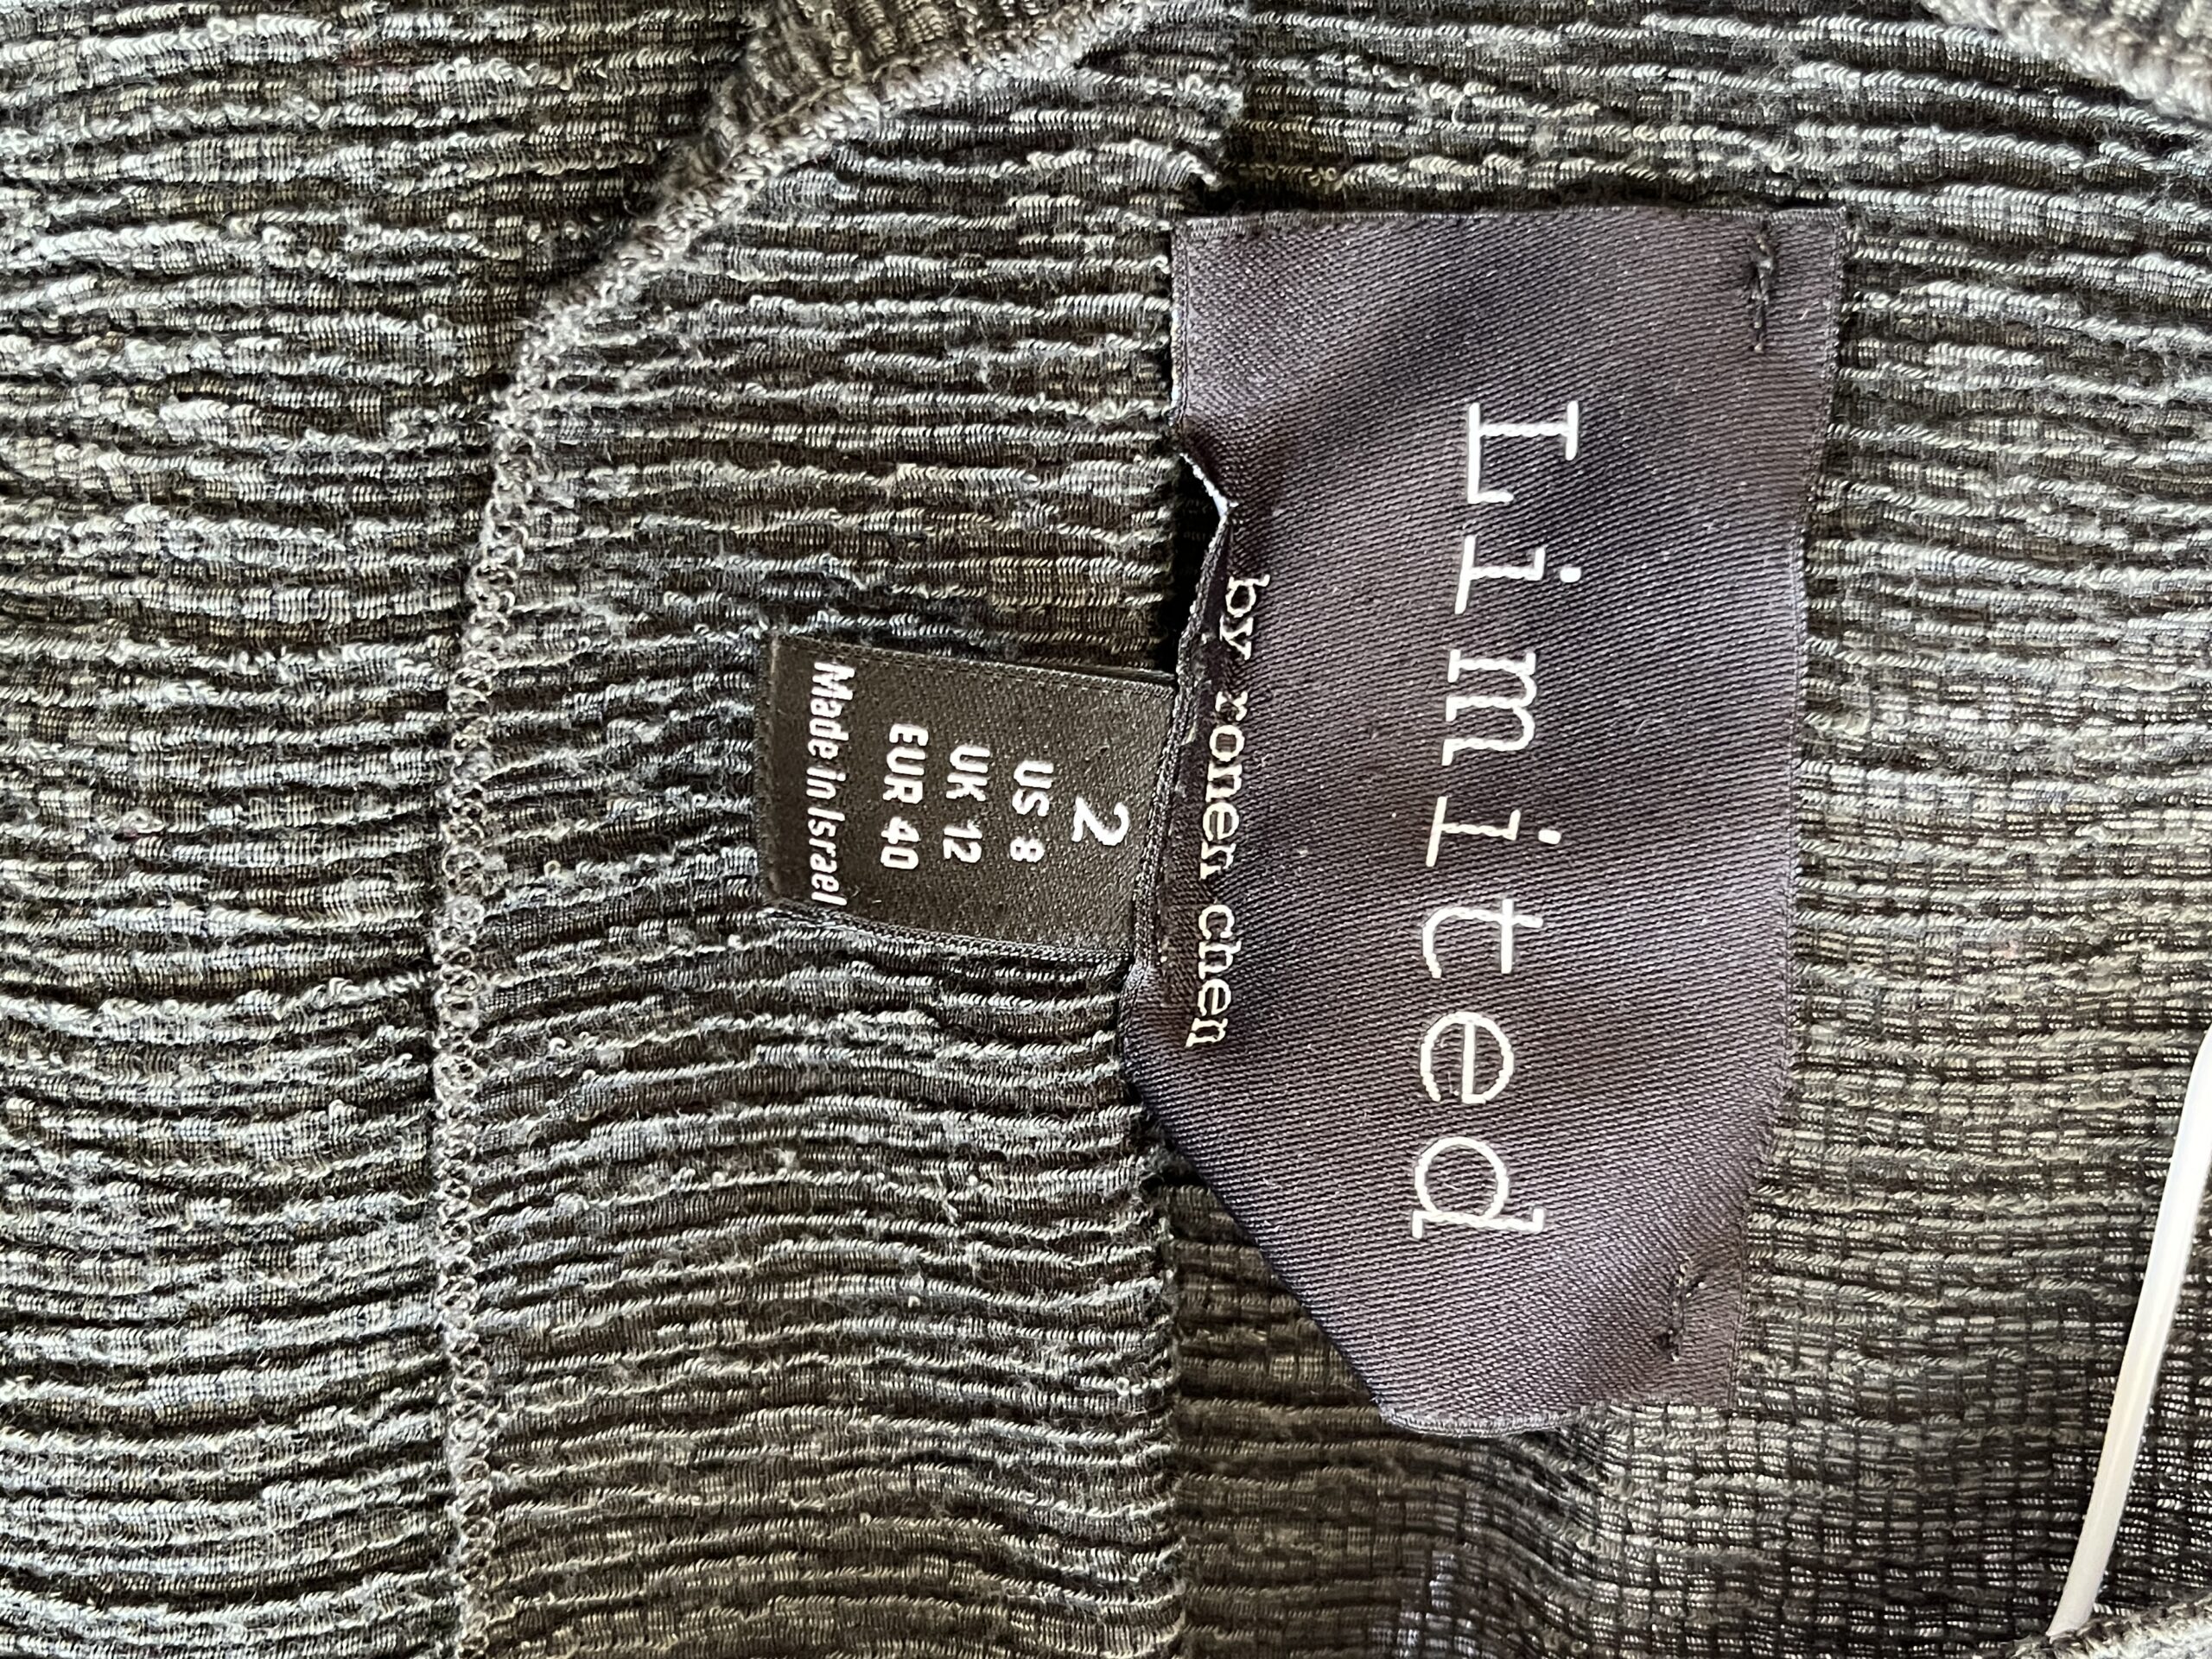 Limited
by ronen chen
2
US 8
UK 12
EUR 40
Made in Israel